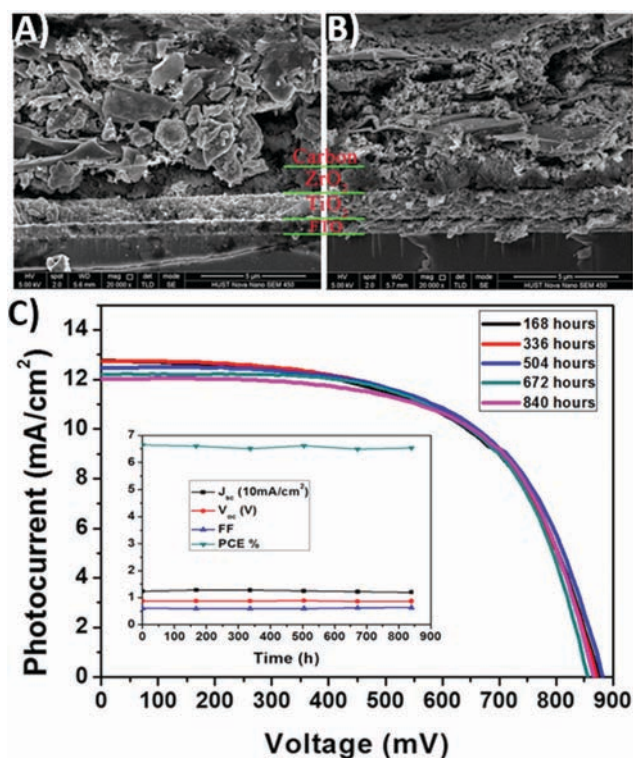 A)
B)
Carbon
ZrO2
TiO2
FTO
HV spot WD mag det mode
5.00 kV 2.0 5.6 mm 20 000 x TLD SE
5 µm
HUST Nova Nano SEM 450
HV spot WD mag det mode
5.00 kV 2.0 5.7 mm 20 000 x TLD SE
5 µm
HUST Nova Nano SEM 450
C)
Photocurrent (mA/cm²)
14
12
10
8
6
4
2
0
168 hours
336 hours
504 hours
672 hours
840 hours
7
6
5
4
3
2
1
0
Jsc (10mA/cm²)
Voc (V)
FF
PCE %
0 100 200 300 400 500 600 700 800 900
Time (h)
0 100 200 300 400 500 600 700 800 900
Voltage (mV)